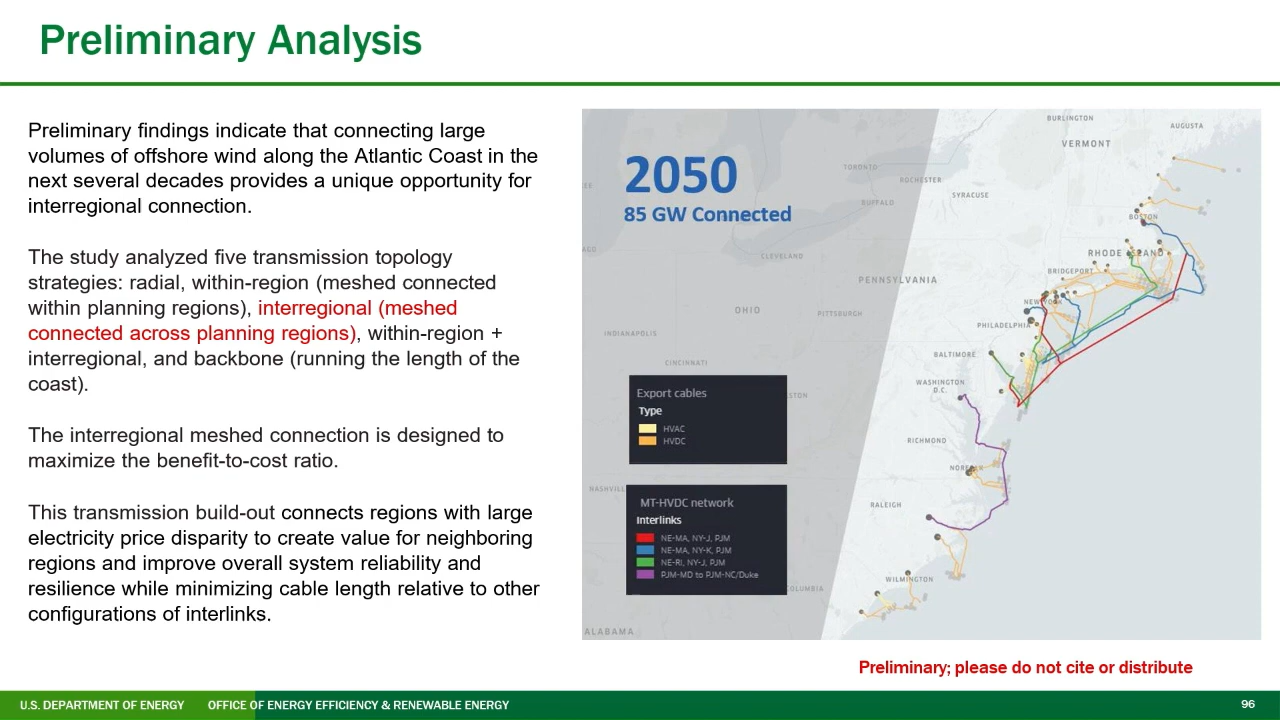 Preliminary Analysis
Preliminary findings indicate that connecting large
volumes of offshore wind along the Atlantic Coast in the
next several decades provides a unique opportunity for
interregional connection.
The study analyzed five transmission topology
strategies: radial, within-region (meshed connected
within planning regions), interregional (meshed
connected across planning regions), within-region +
interregional, and backbone (running the length of the
coast).
The interregional meshed connection is designed to
maximize the benefit-to-cost ratio.
This transmission build-out connects regions with large
electricity price disparity to create value for neighboring
regions and improve overall system reliability and
resilience while minimizing cable length relative to other
configurations of interlinks.
2050
85 GW Connected
BURLINGTON
AUGUSTA
VERMONT
TORONTO
ROCHESTER
SYRACUSE
BUFFALO
BOSTON
CLEVELAND
RHODE ISLAND
BRIDGEPORT
PENNSYLVANIA
NEW YORK
OHIO
PITTSBURGH
PHILADELPHIA
INDIANAPOLIS
BALTIMORE
CINCINNATI
WASHINGTON
D.C.
RICHMOND
RALEIGH
WILMINGTON
ALABAMA
Export cables
Type
HVAC
HVDC
MT-HVDC network
Interlinks
NE-MA, NY-J, PJM
NE-MA, NY-K, PJM
NE-RI, NY-J, PJM
PJM-MD to PJM-NC/Duke
Preliminary; please do not cite or distribute
U.S. DEPARTMENT OF ENERGY OFFICE OF ENERGY EFFICIENCY & RENEWABLE ENERGY
96